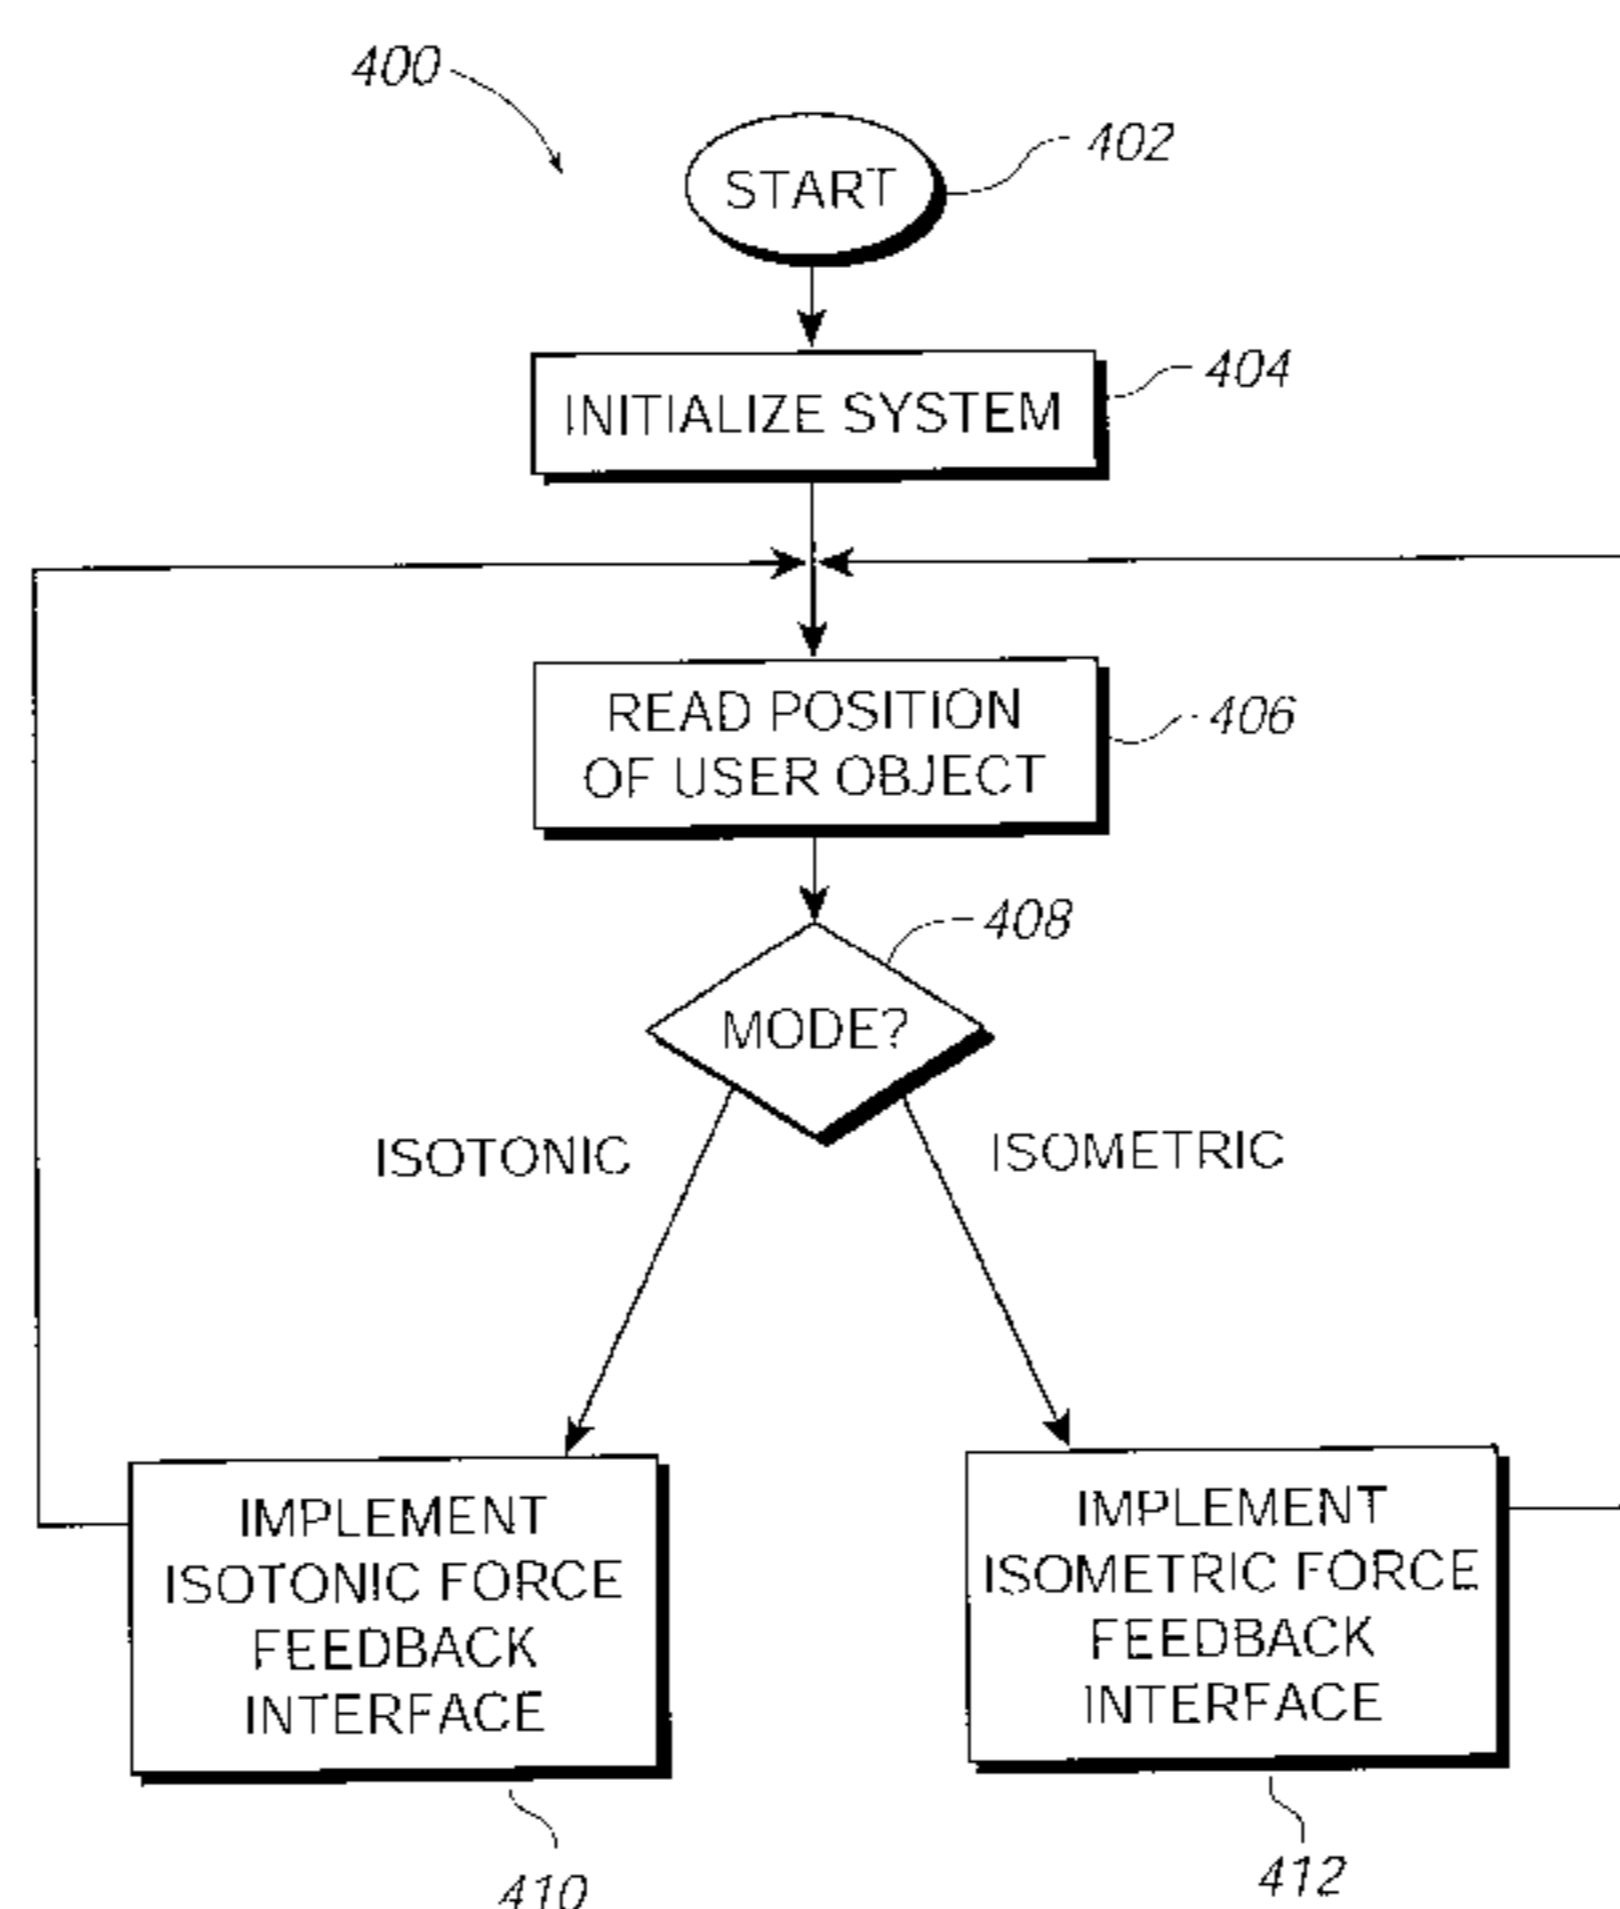 400
402
START
404
INITIALIZE SYSTEM
READ POSITION
OF USER OBJECT
406
408
MODE?
ISOTONIC
ISOMETRIC
IMPLEMENT
ISOTONIC FORCE
FEEDBACK
INTERFACE
IMPLEMENT
ISOMETRIC FORCE
FEEDBACK
INTERFACE
410
412